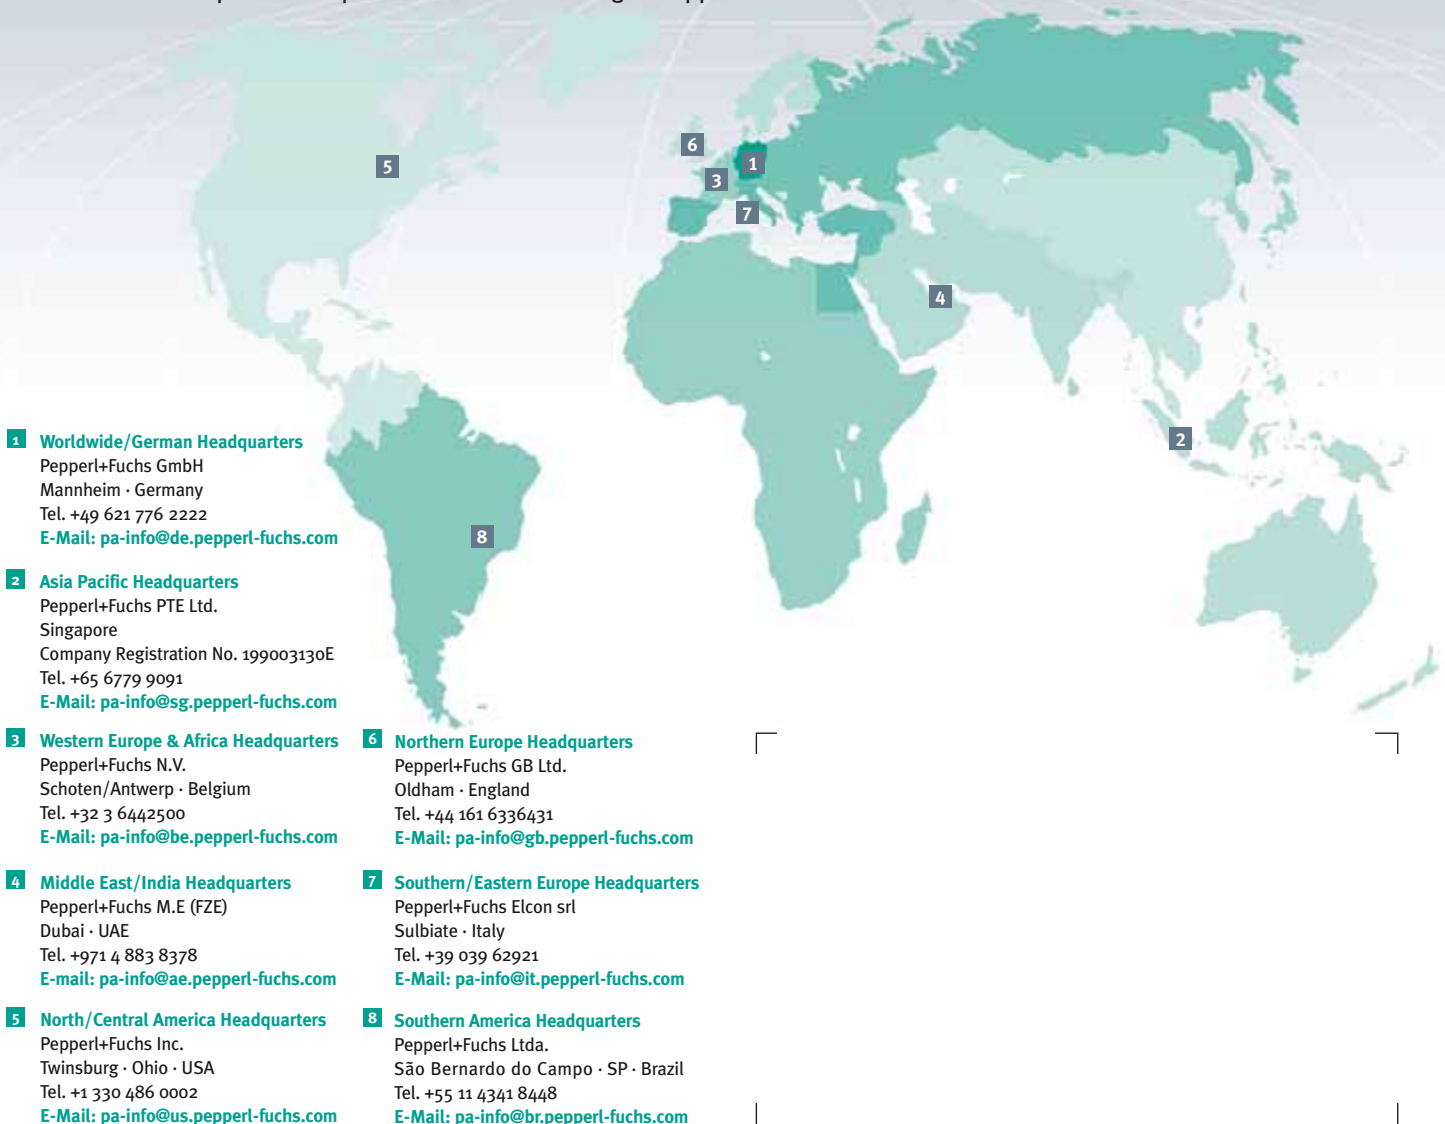 5
6
1
3
7
4
2
8
1 Worldwide/German Headquarters
Pepperl+Fuchs GmbH
Mannheim · Germany
Tel. +49 621 776 2222
E-Mail: pa-info@de.pepperl-fuchs.com
2 Asia Pacific Headquarters
Pepperl+Fuchs PTE Ltd.
Singapore
Company Registration No. 199003130E
Tel. +65 6779 9091
E-Mail: pa-info@sg.pepperl-fuchs.com
3 Western Europe & Africa Headquarters
Pepperl+Fuchs N.V.
Schoten/Antwerp · Belgium
Tel. +32 3 6442500
E-Mail: pa-info@be.pepperl-fuchs.com
4 Middle East/India Headquarters
Pepperl+Fuchs M.E (FZE)
Dubai · UAE
Tel. +971 4 883 8378
E-mail: pa-info@ae.pepperl-fuchs.com
5 North/Central America Headquarters
Pepperl+Fuchs Inc.
Twinsburg · Ohio · USA
Tel. +1 330 486 0002
E-Mail: pa-info@us.pepperl-fuchs.com
6 Northern Europe Headquarters
Pepperl+Fuchs GB Ltd.
Oldham · England
Tel. +44 161 6336431
E-Mail: pa-info@gb.pepperl-fuchs.com
7 Southern/Eastern Europe Headquarters
Pepperl+Fuchs Elcon srl
Sulbiate · Italy
Tel. +39 039 62921
E-Mail: pa-info@it.pepperl-fuchs.com
8 Southern America Headquarters
Pepperl+Fuchs Ltda.
São Bernardo do Campo · SP · Brazil
Tel. +55 11 4341 8448
E-Mail: pa-info@br.pepperl-fuchs.com